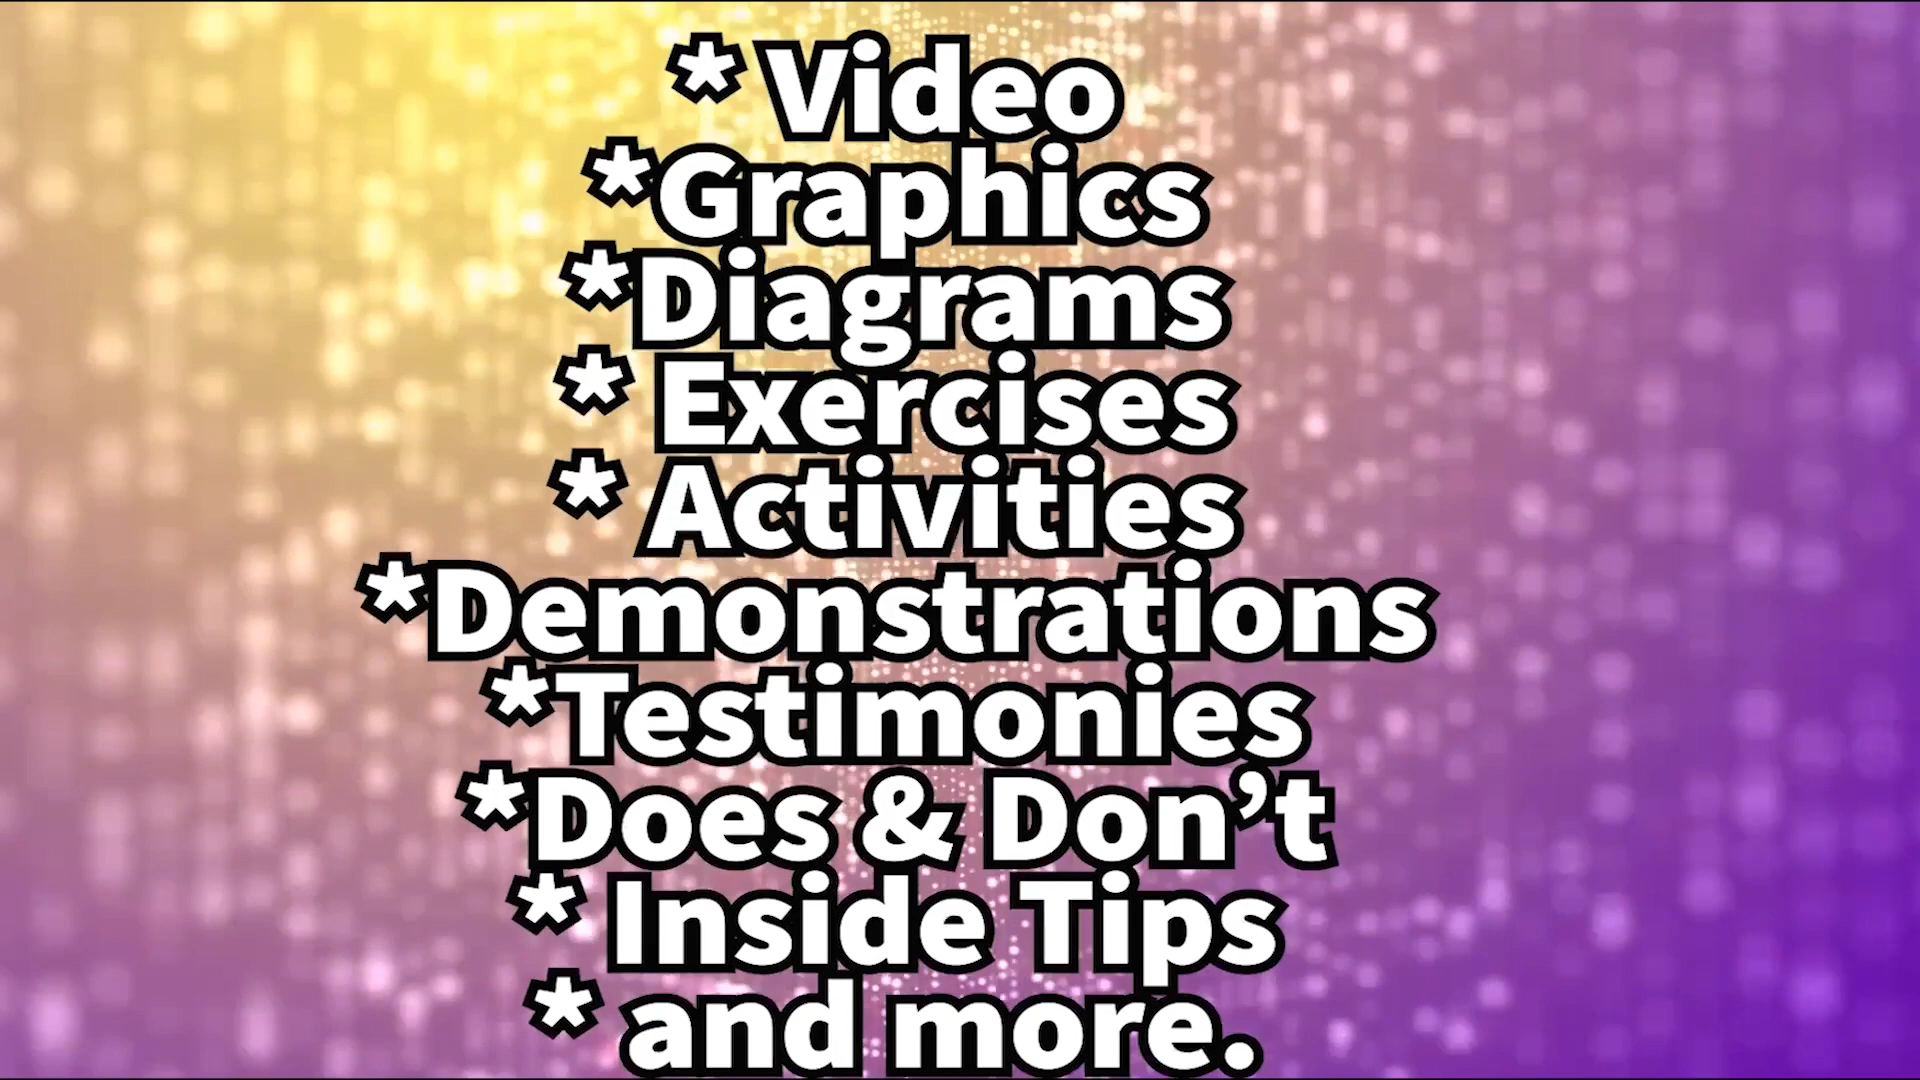 * Video
*Graphics
*Diagrams
* Exercises
* Activities
*Demonstrations
*Testimonies
*Does & Don’t
* Inside Tips
* and more.